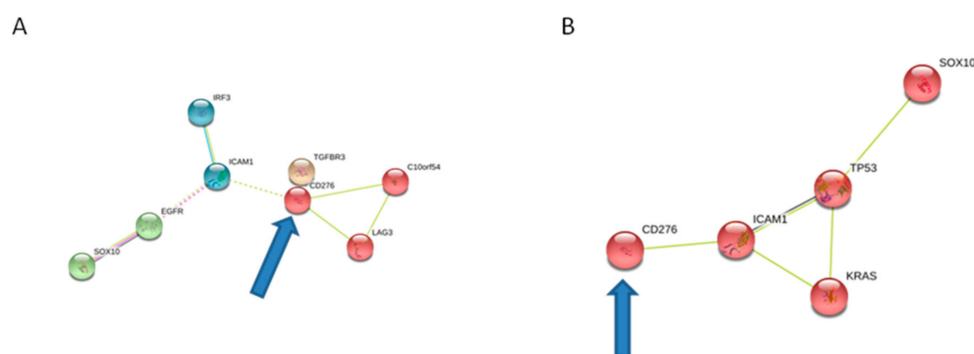 A
IRF3
ICAM1
TGFBR3
C10orf54
CD276
EGFR
LAG3
SOX10
B
SOX10
TP53
ICAM1
CD276
KRAS